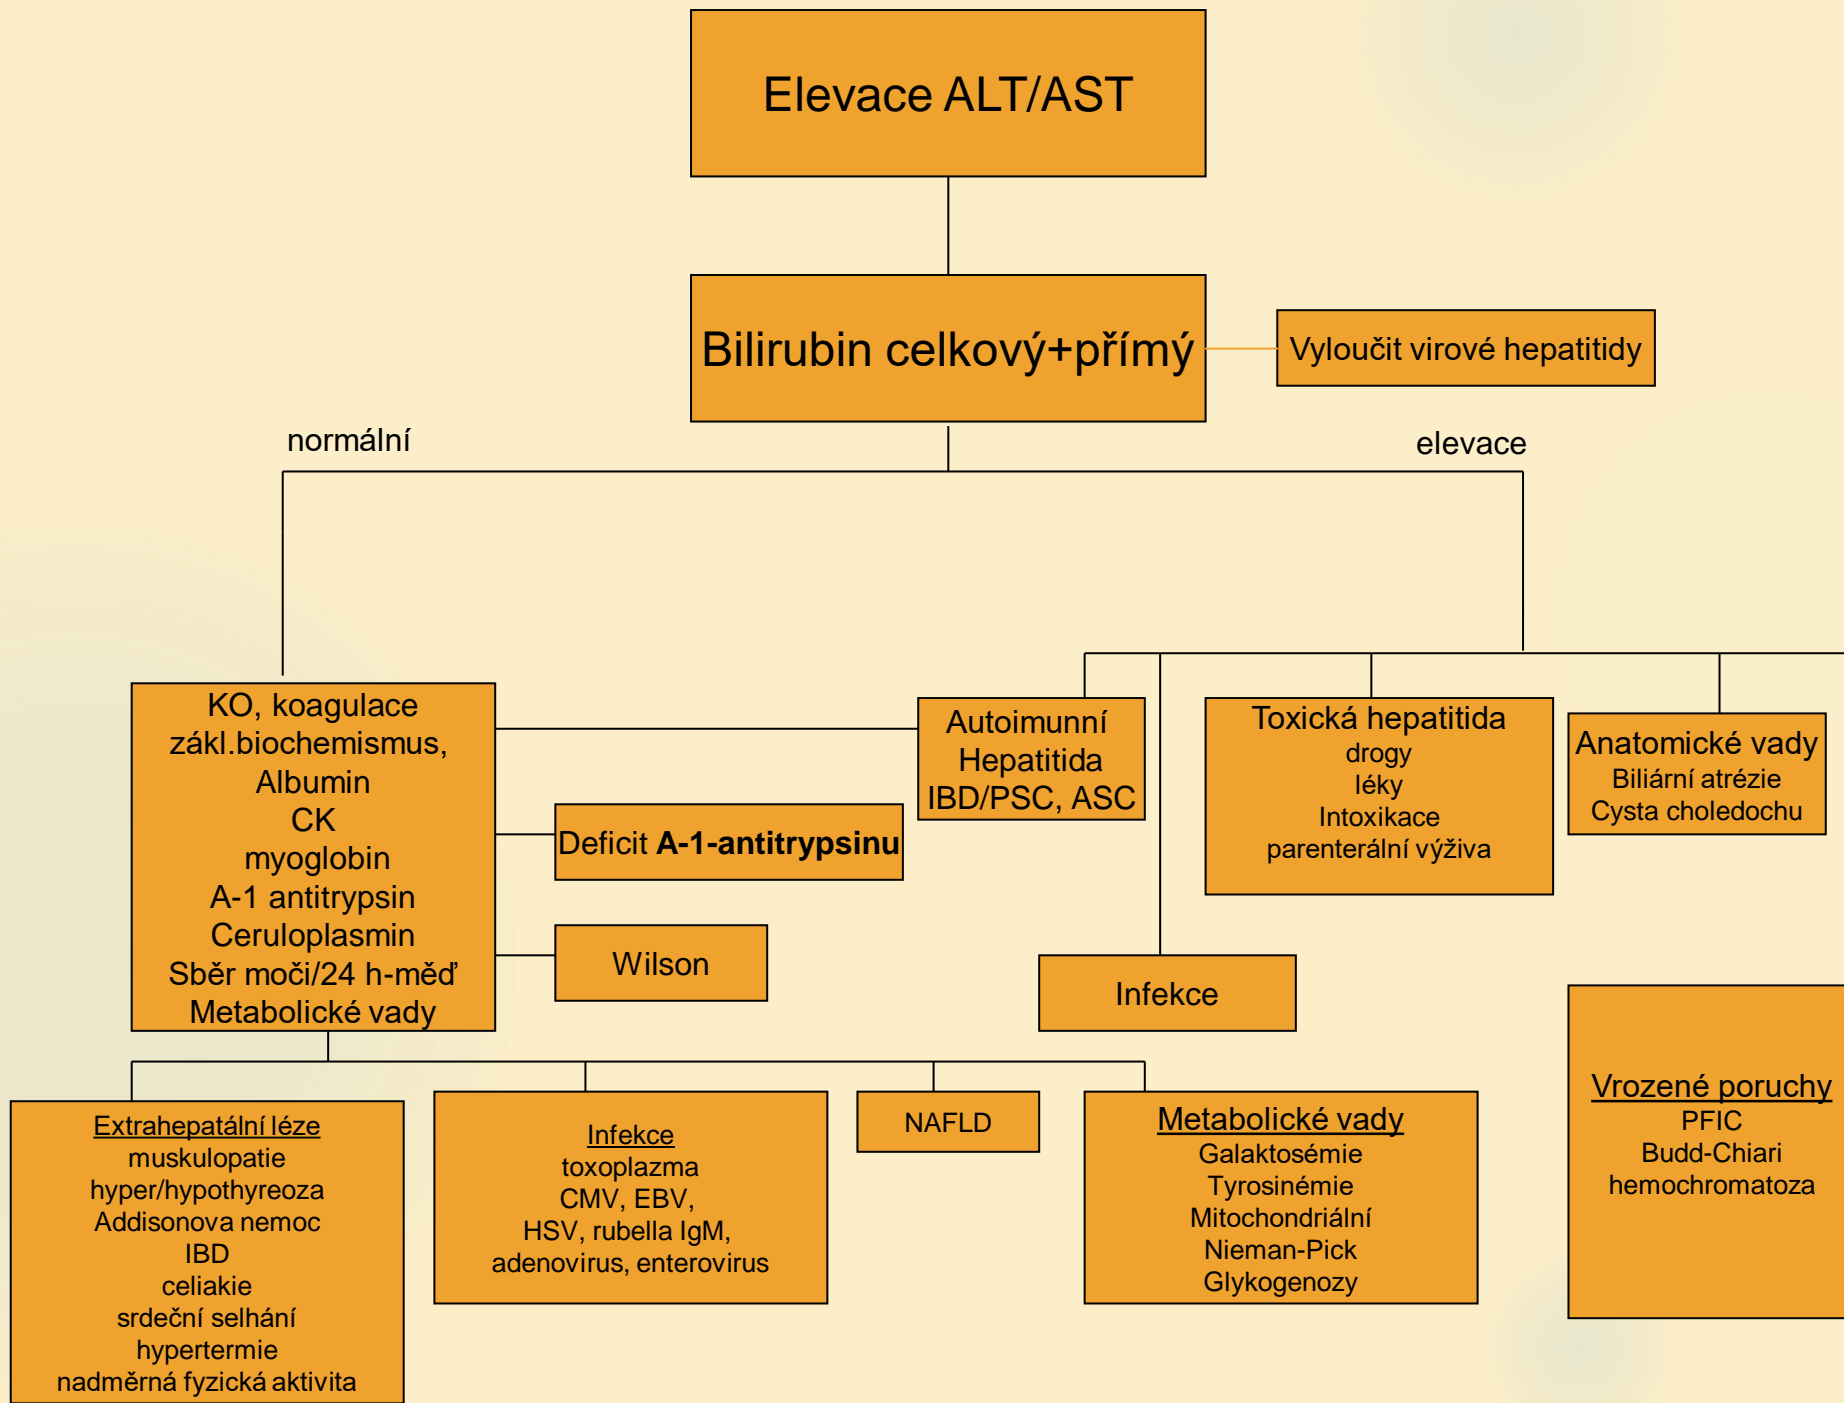 Elevace ALT/AST
Bilirubin celkový+přímý
Vyloučit virové hepatitidy
normální
elevace
KO, koagulace
zákl.biochemismus,
Albumin
CK
myoglobin
A-1 antitrypsin
Ceruloplasmin
Sběr moči/24 h-měď
Metabolické vady
Autoimunní
Hepatitida
IBD/PSC, ASC
Toxická hepatitida
drogy
léky
Intoxikace
parenterální výživa
Anatomické vady
Biliární atrézie
Cysta choledochu
Deficit A-1-antitrypsinu
Wilson
Infekce
Extrahepatální léze
muskulopatie
hyper/hypothyreoza
Addisonova nemoc
IBD
celiakie
srdeční selhání
hypertermie
nadměrná fyzická aktivita
Infekce
toxoplazma
CMV, EBV,
HSV, rubella IgM,
adenovirus, enterovirus
NAFLD
Metabolické vady
Galaktosémie
Tyrosinémie
Mitochondriální
Nieman-Pick
Glykogenozy
Vrozené poruchy
PFIC
Budd-Chiari
hemochromatoza